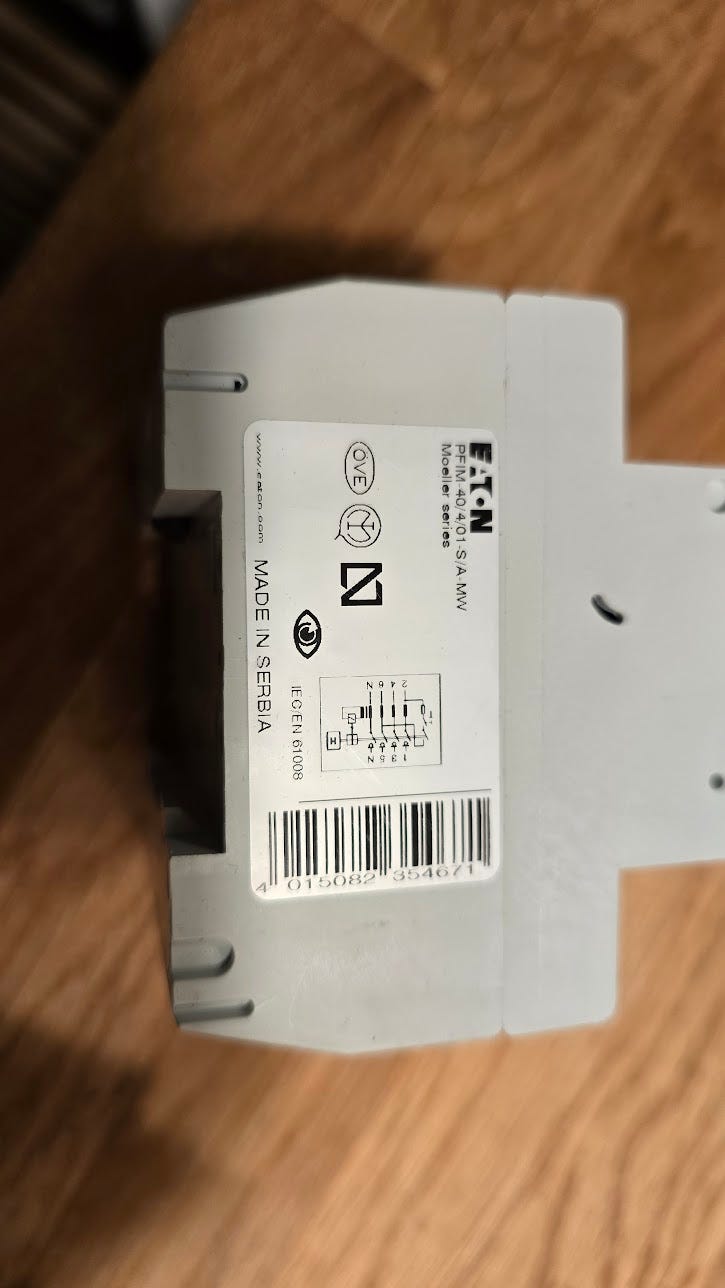 EATON
PFIM-40/4/01-S/A-MW
Moeller series
ÖVE
N
2 4 6 N
1 3 5 N
H
IEC/EN 61008
www.eaton.com
MADE IN SERBIA
4 015082 354671